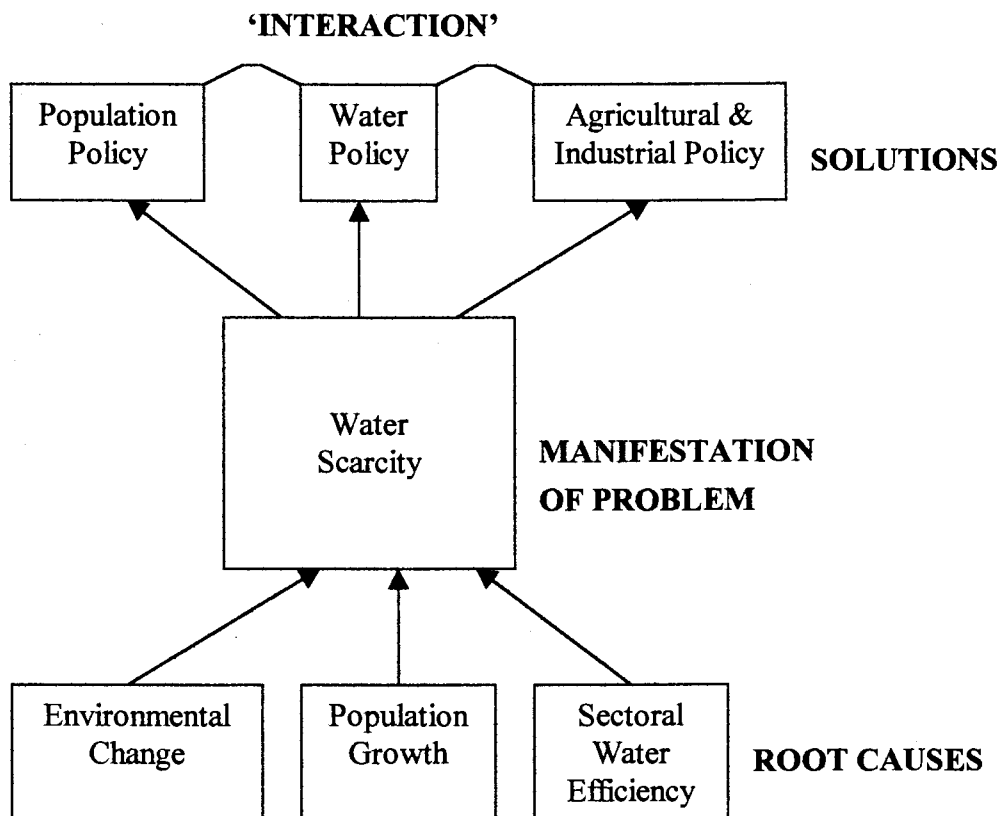 ‘INTERACTION’
Population
Policy
Water
Policy
Agricultural &
Industrial Policy
SOLUTIONS
Water
Scarcity
MANIFESTATION
OF PROBLEM
Environmental
Change
Population
Growth
Sectoral
Water
Efficiency
ROOT CAUSES